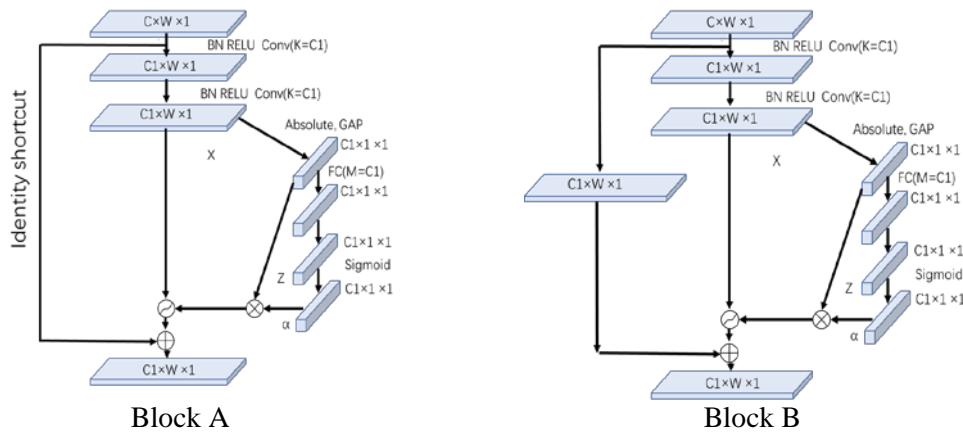 C×W ×1
BN RELU Conv(K=C1)
C1×W ×1
BN RELU Conv(K=C1)
C1×W ×1
Absolute, GAP
C1×1 ×1
X
FC(M=C1)
C1×1 ×1
Identity shortcut
C1×1 ×1
Z
Sigmoid
C1×1 ×1
α
C1×W ×1
Block A
C×W ×1
BN RELU Conv(K=C1)
C1×W ×1
BN RELU Conv(K=C1)
C1×W ×1
Absolute, GAP
C1×1 ×1
X
FC(M=C1)
C1×W ×1
C1×1 ×1
C1×1 ×1
Z
Sigmoid
C1×1 ×1
α
C1×W ×1
Block B